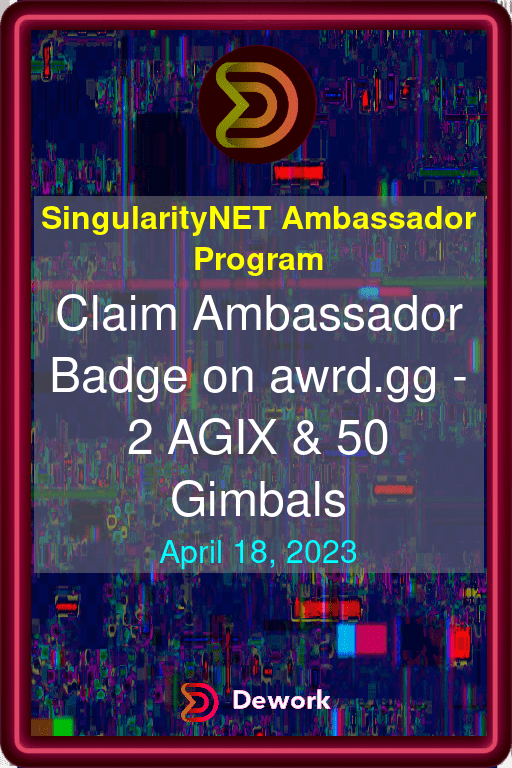 SingularityNET Ambassador
Program
Claim Ambassador
Badge on awrd.gg -
2 AGIX & 50
Gimbals
April 18, 2023
Dework